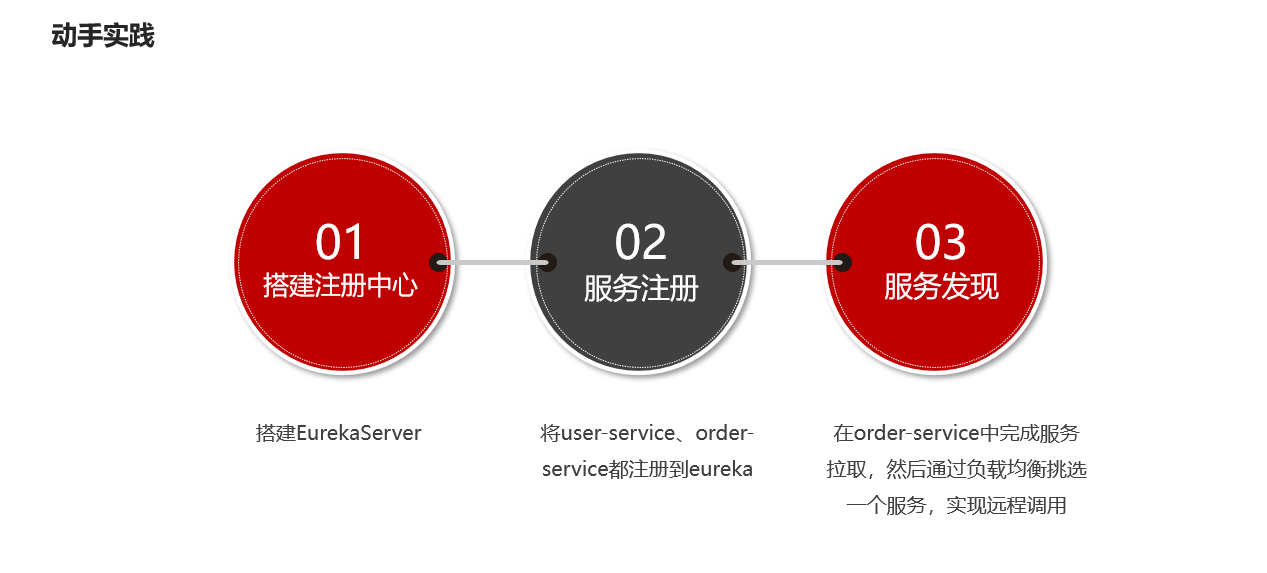 动手实践
01
搭建注册中心
02
服务注册
03
服务发现
搭建EurekaServer
将user-service、order-
service都注册到eureka
在order-service中完成服务
拉取，然后通过负载均衡挑选
一个服务，实现远程调用